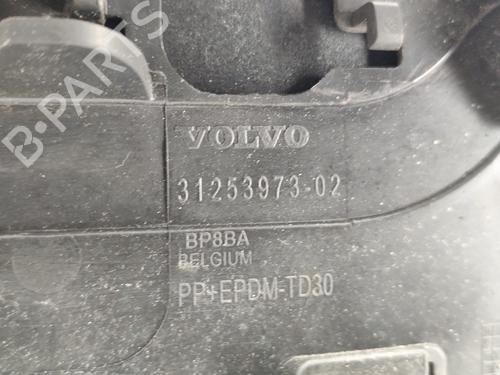 B-PARTS
VOLVO
31253973-02
BP8BA
BELGIUM
PP+EPDM-TD30